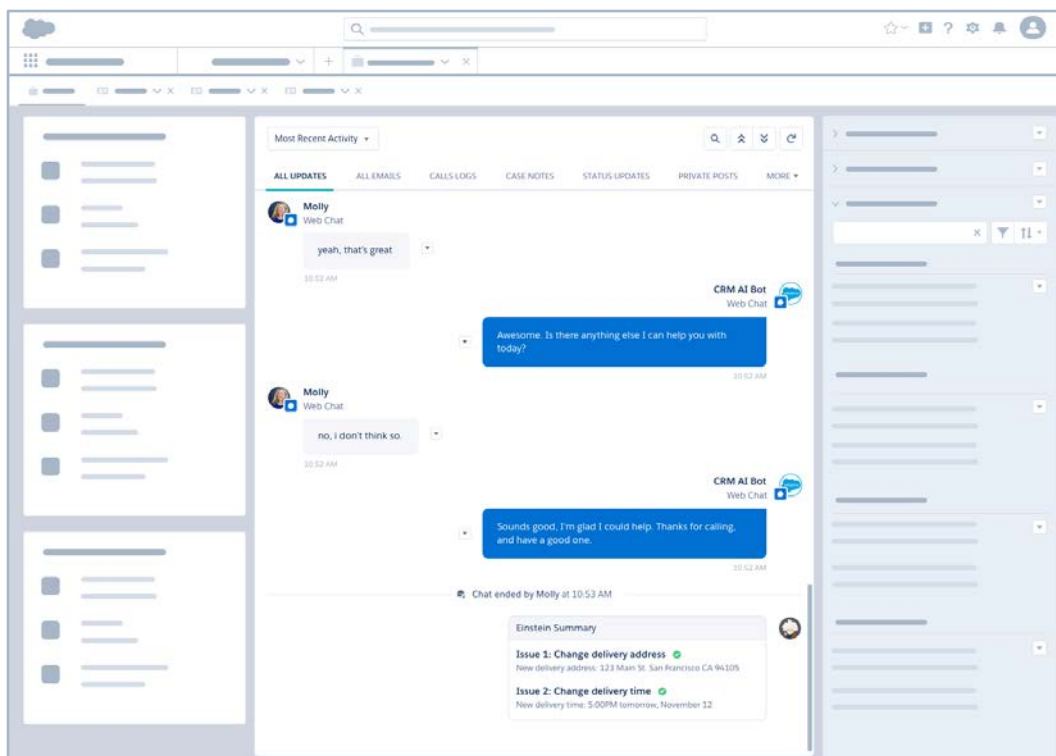 Most Recent Activity
ALL UPDATES ALL EMAILS CALLS LOGS CASE NOTES STATUS UPDATES PRIVATE POSTS MORE
Molly
Web Chat
yeah, that's great
10:52 AM
CRM AI Bot
Web Chat
Awesome. Is there anything else I can help you with
today?
10:52 AM
Molly
Web Chat
no, i don't think so.
10:52 AM
CRM AI Bot
Web Chat
Sounds good, I'm glad I could help. Thanks for calling,
and have a good one.
10:52 AM
Chat ended by Molly at 10:53 AM
Einstein Summary
Issue 1: Change delivery address
New delivery address: 123 Main St. San Francisco CA 94105
Issue 2: Change delivery time
New delivery time: 5:00PM tomorrow, November 12